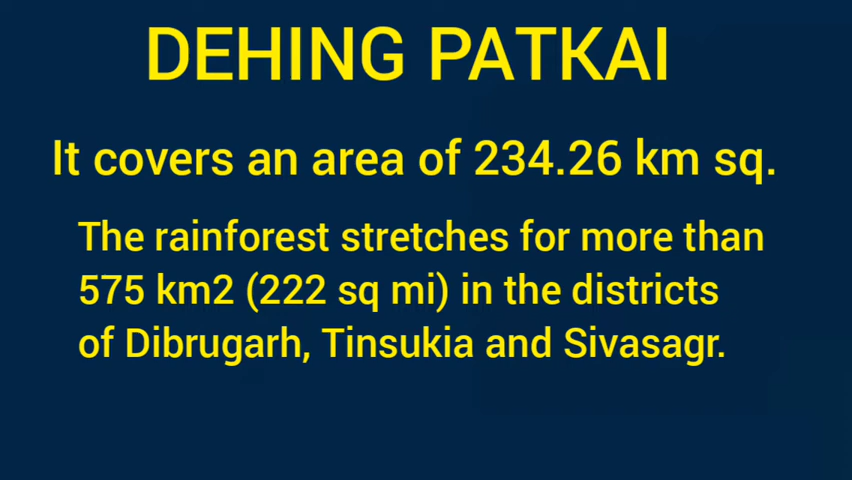 DEHING PATKAI
It covers an area of 234.26 km sq.
The rainforest stretches for more than
575 km2 (222 sq mi) in the districts
of Dibrugarh, Tinsukia and Sivasagr.